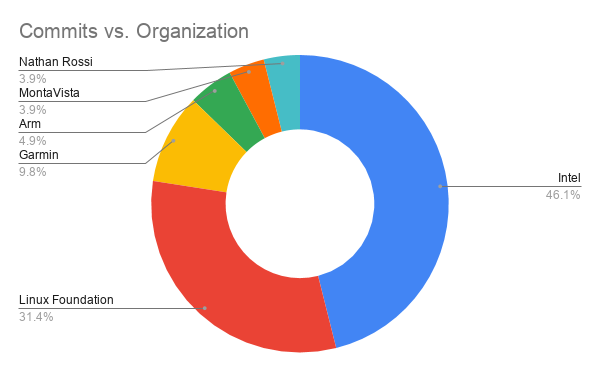 Commits vs. Organization
Nathan Rossi
3.9%
MontaVista
3.9%
Arm
4.9%
Garmin
9.8%
Intel
46.1%
Linux Foundation
31.4%